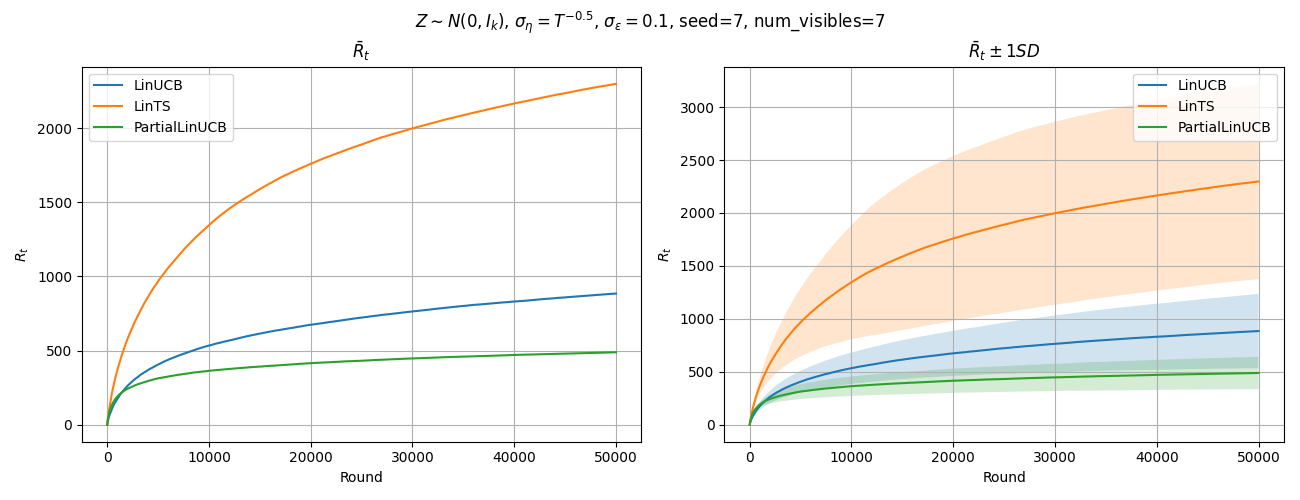 Z ∼ N(0, I_k), σ_η = T^{−0.5}, σ_ε = 0.1, seed=7, num_visibles=7
R̄_t
LinUCB
LinTS
PartialLinUCB
2000
1500
1000
500
0
R_t
0
10000
20000
30000
40000
50000
Round
R̄_t ± 1SD
LinUCB
LinTS
PartialLinUCB
3000
2500
2000
1500
1000
500
0
R_t
0
10000
20000
30000
40000
50000
Round